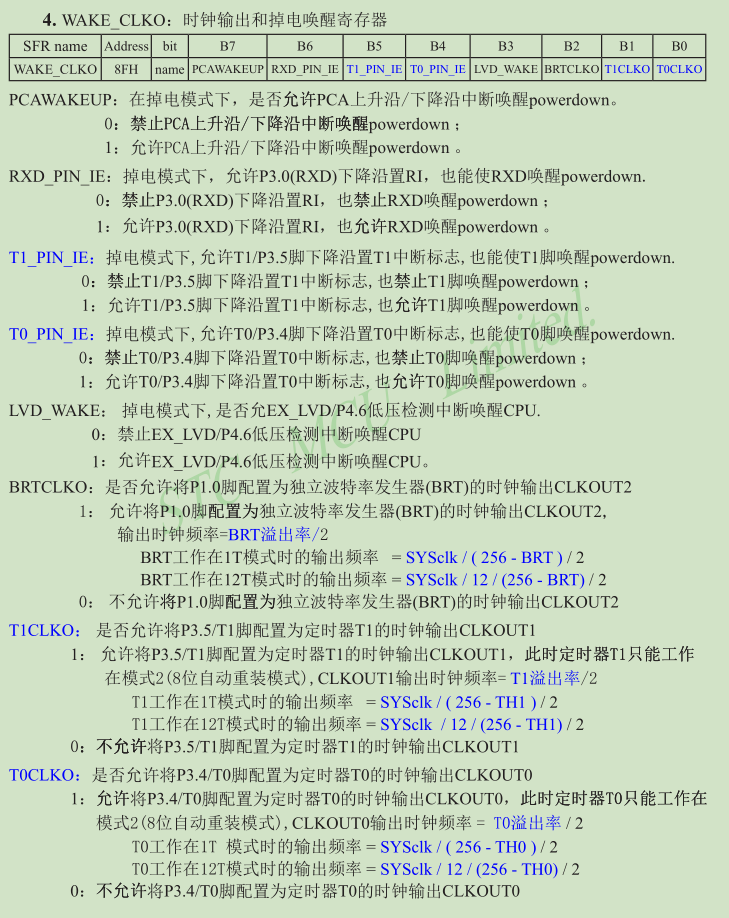 4. WAKE_CLKO：时钟输出和掉电唤醒寄存器
SFR name Address bit B7 B6 B5 B4 B3 B2 B1 B0
WAKE_CLKO 8FH name PCAWAKEUP RXD_PIN_IE T1_PIN_IE T0_PIN_IE LVD_WAKE BRTCLKO T1CLKO T0CLKO
PCAWAKEUP：在掉电模式下，是否允许PCA上升沿/下降沿中断唤醒powerdown。
0：禁止PCA上升沿/下降沿中断唤醒powerdown；
1：允许PCA上升沿/下降沿中断唤醒powerdown。
RXD_PIN_IE：掉电模式下，允许P3.0(RXD)下降沿置RI，也能使RXD唤醒powerdown.
0：禁止P3.0(RXD)下降沿置RI，也禁止RXD唤醒powerdown；
1：允许P3.0(RXD)下降沿置RI，也允许RXD唤醒powerdown。
T1_PIN_IE：掉电模式下,允许T1/P3.5脚下降沿置T1中断标志,也能使T1脚唤醒powerdown.
0：禁止T1/P3.5脚下降沿置T1中断标志,也禁止T1脚唤醒powerdown；
1：允许T1/P3.5脚下降沿置T1中断标志,也允许T1脚唤醒powerdown。
T0_PIN_IE：掉电模式下,允许T0/P3.4脚下降沿置T0中断标志,也能使T0脚唤醒powerdown.
0：禁止T0/P3.4脚下降沿置T0中断标志,也禁止T0脚唤醒powerdown；
1：允许T0/P3.4脚下降沿置T0中断标志,也允许T0脚唤醒powerdown。
LVD_WAKE： 掉电模式下,是否允EX_LVD/P4.6低压检测中断唤醒CPU.
0：禁止EX_LVD/P4.6低压检测中断唤醒CPU
1：允许EX_LVD/P4.6低压检测中断唤醒CPU。
BRTCLKO：是否允许将P1.0脚配置为独立波特率发生器(BRT)的时钟输出CLKOUT2
1： 允许将P1.0脚配置为独立波特率发生器(BRT)的时钟输出CLKOUT2,
输出时钟频率=BRT溢出率/2
BRT工作在1T模式时的输出频率 = SYSclk / ( 256 - BRT ) / 2
BRT工作在12T模式时的输出频率 = SYSclk / 12 / (256 - BRT) / 2
0： 不允许将P1.0脚配置为独立波特率发生器(BRT)的时钟输出CLKOUT2
T1CLKO： 是否允许将P3.5/T1脚配置为定时器T1的时钟输出CLKOUT1
1： 允许将P3.5/T1脚配置为定时器T1的时钟输出CLKOUT1，此时定时器T1只能工作
在模式2(8位自动重装模式),CLKOUT1输出时钟频率= T1溢出率/2
T1工作在1T模式时的输出频率 = SYSclk / ( 256 - TH1 ) / 2
T1工作在12T模式时的输出频率 = SYSclk / 12 / (256 - TH1) / 2
0：不允许将P3.5/T1脚配置为定时器T1的时钟输出CLKOUT1
T0CLKO：是否允许将P3.4/T0脚配置为定时器T0的时钟输出CLKOUT0
1：允许将P3.4/T0脚配置为定时器T0的时钟输出CLKOUT0，此时定时器T0只能工作在
模式2(8位自动重装模式),CLKOUT0输出时钟频率 = T0溢出率 / 2
T0工作在1T 模式时的输出频率 = SYSclk / ( 256 - TH0 ) / 2
T0工作在12T模式时的输出频率 = SYSclk / 12 / (256 - TH0) / 2
0：不允许将P3.4/T0脚配置为定时器T0的时钟输出CLKOUT0
STC MCU Limited.